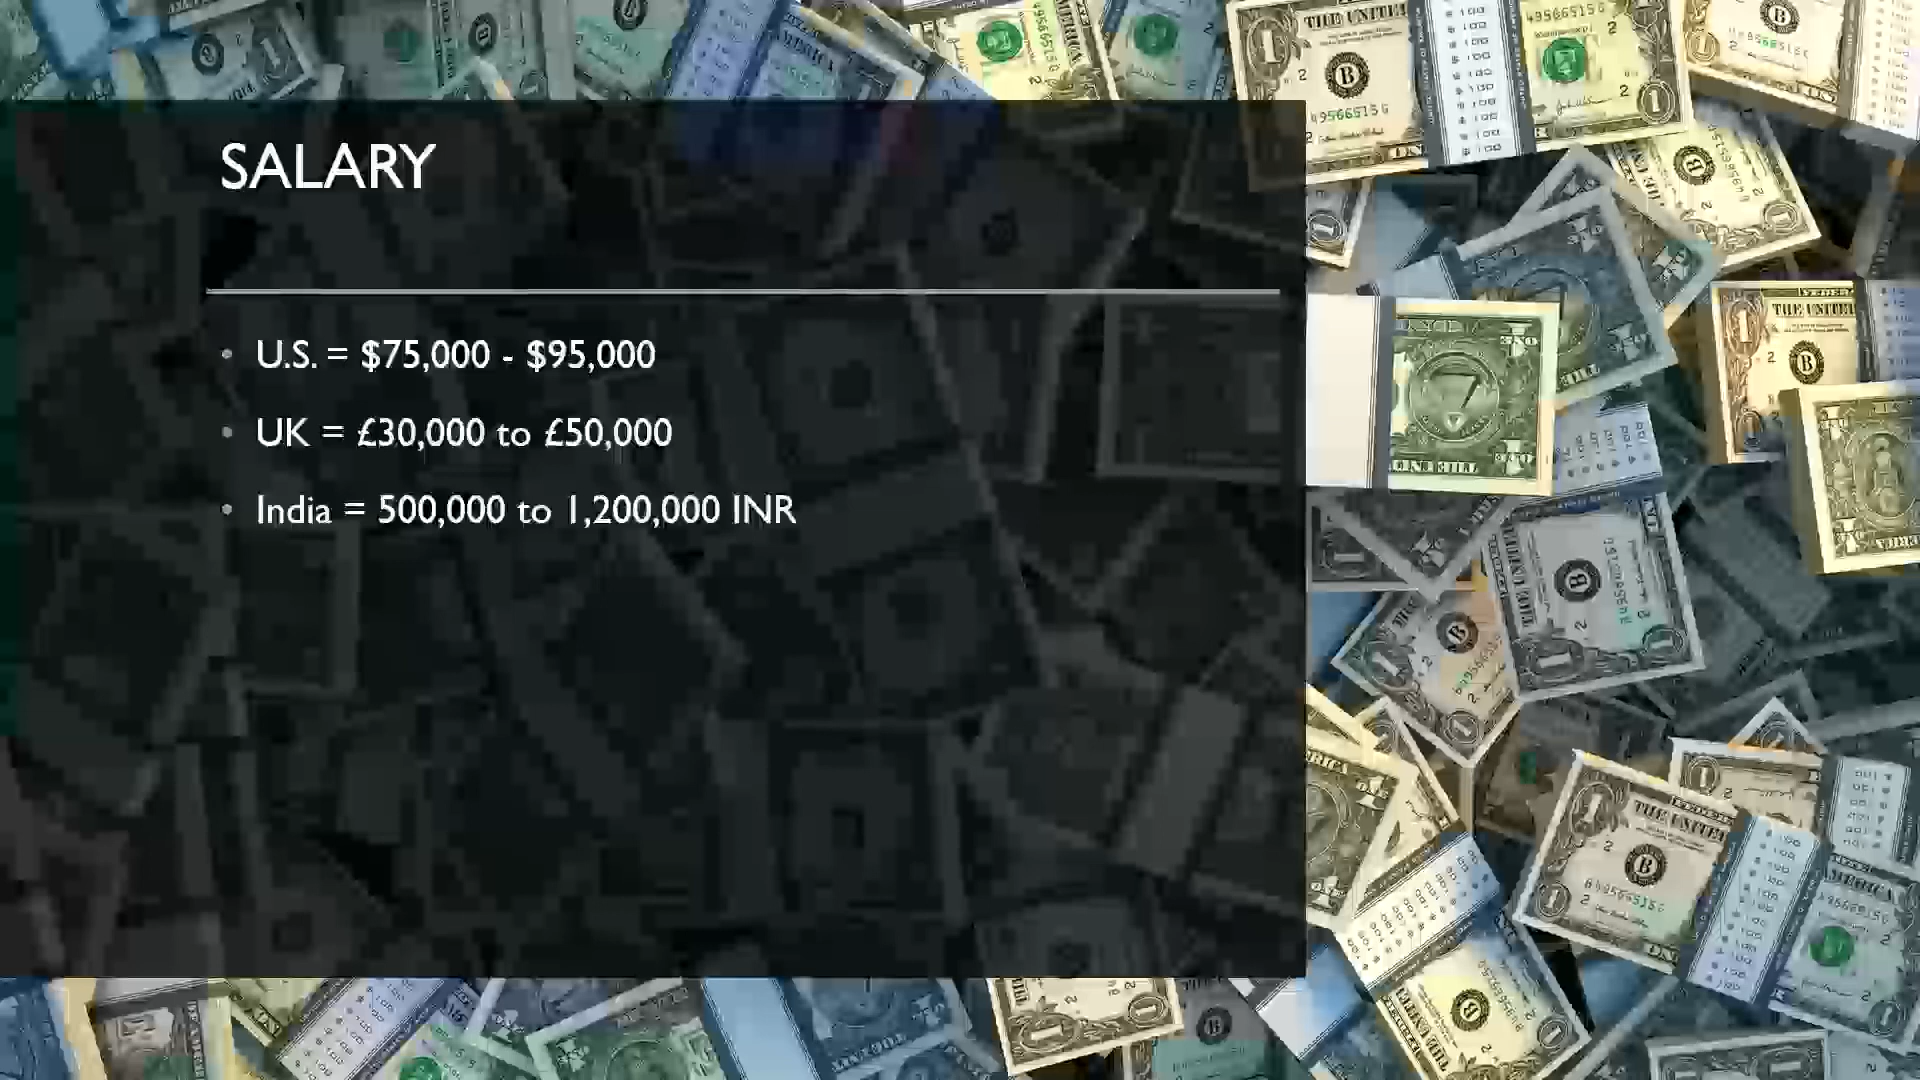 SALARY
• U.S. = $75,000 - $95,000
• UK = £30,000 to £50,000
• India = 500,000 to 1,200,000 INR